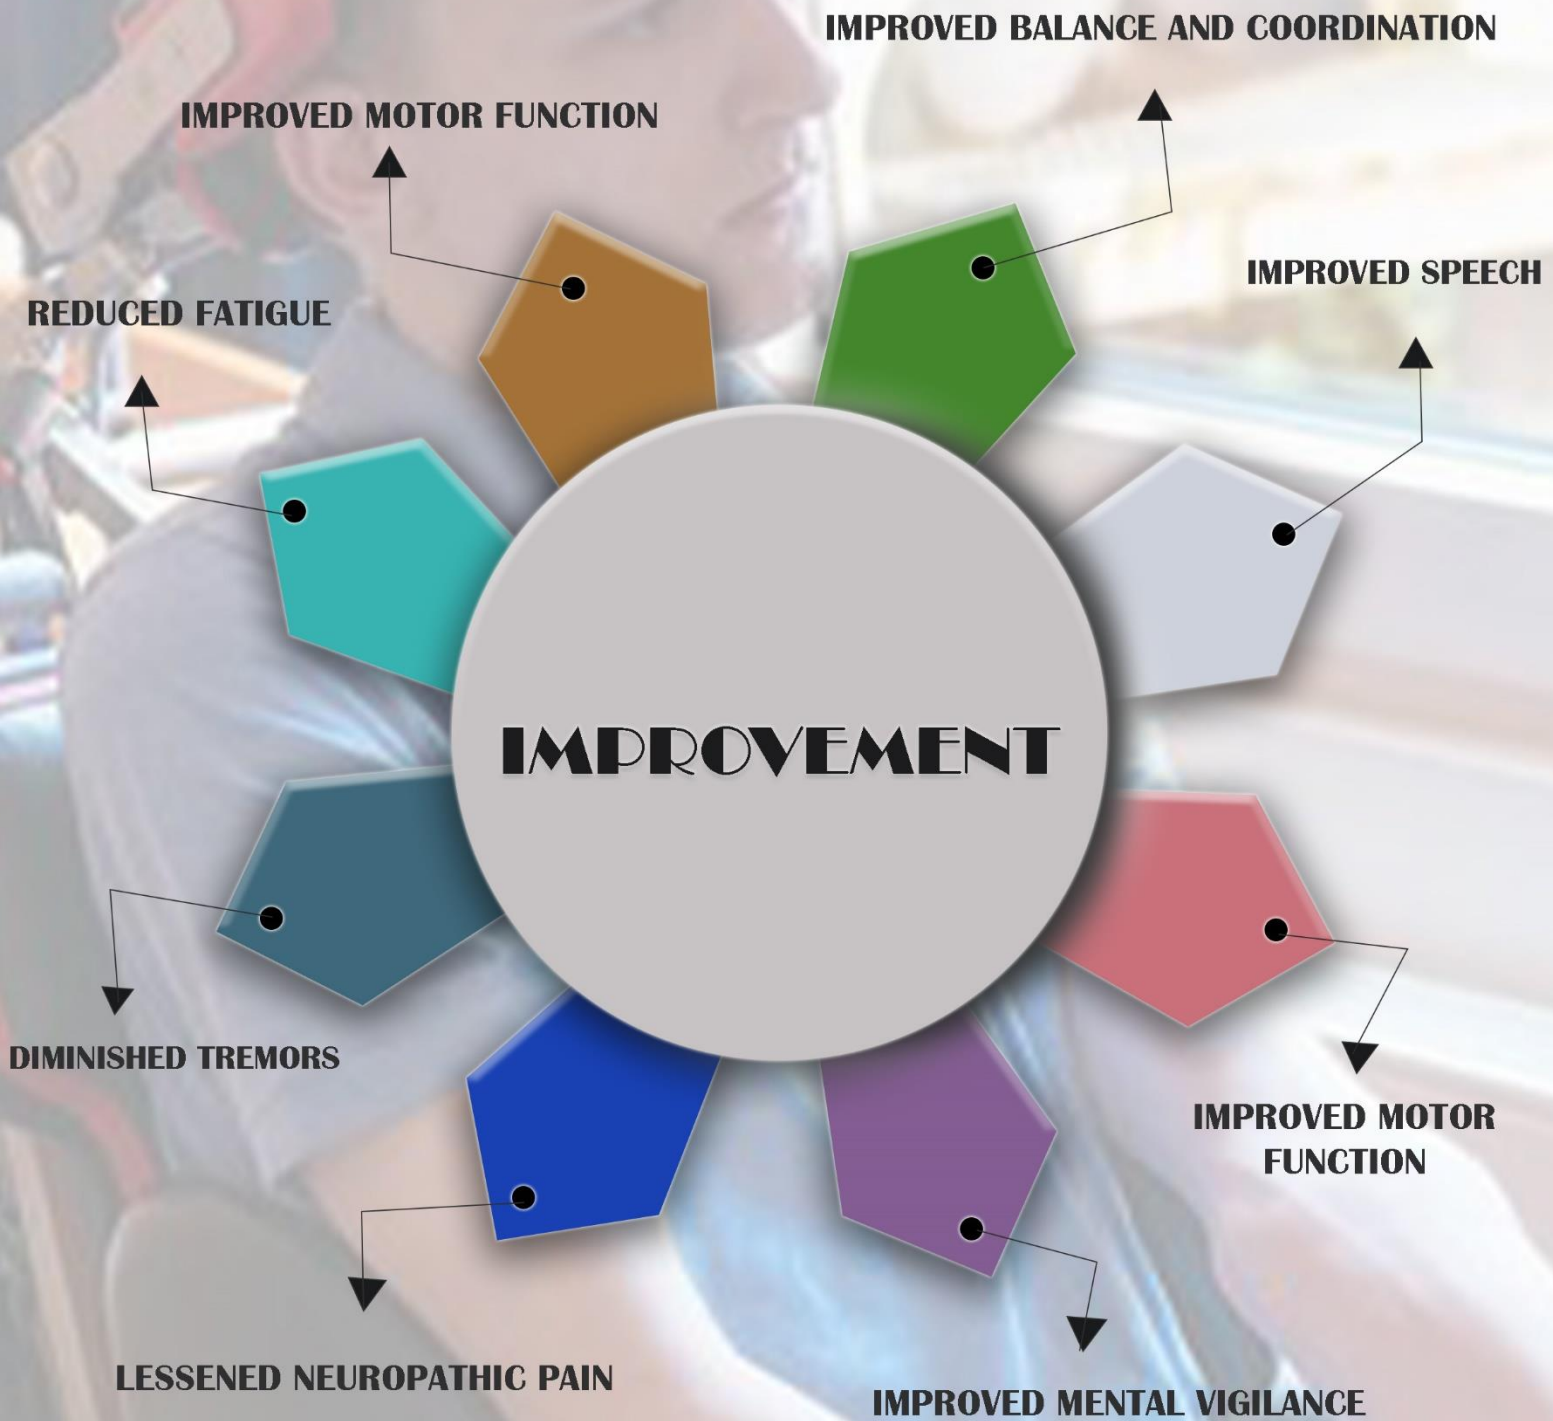 IMPROVED BALANCE AND COORDINATION
IMPROVED MOTOR FUNCTION
IMPROVED SPEECH
REDUCED FATIGUE
IMPROVEMENT
DIMINISHED TREMORS
IMPROVED MOTOR
FUNCTION
LESSENED NEUROPATHIC PAIN
IMPROVED MENTAL VIGILANCE